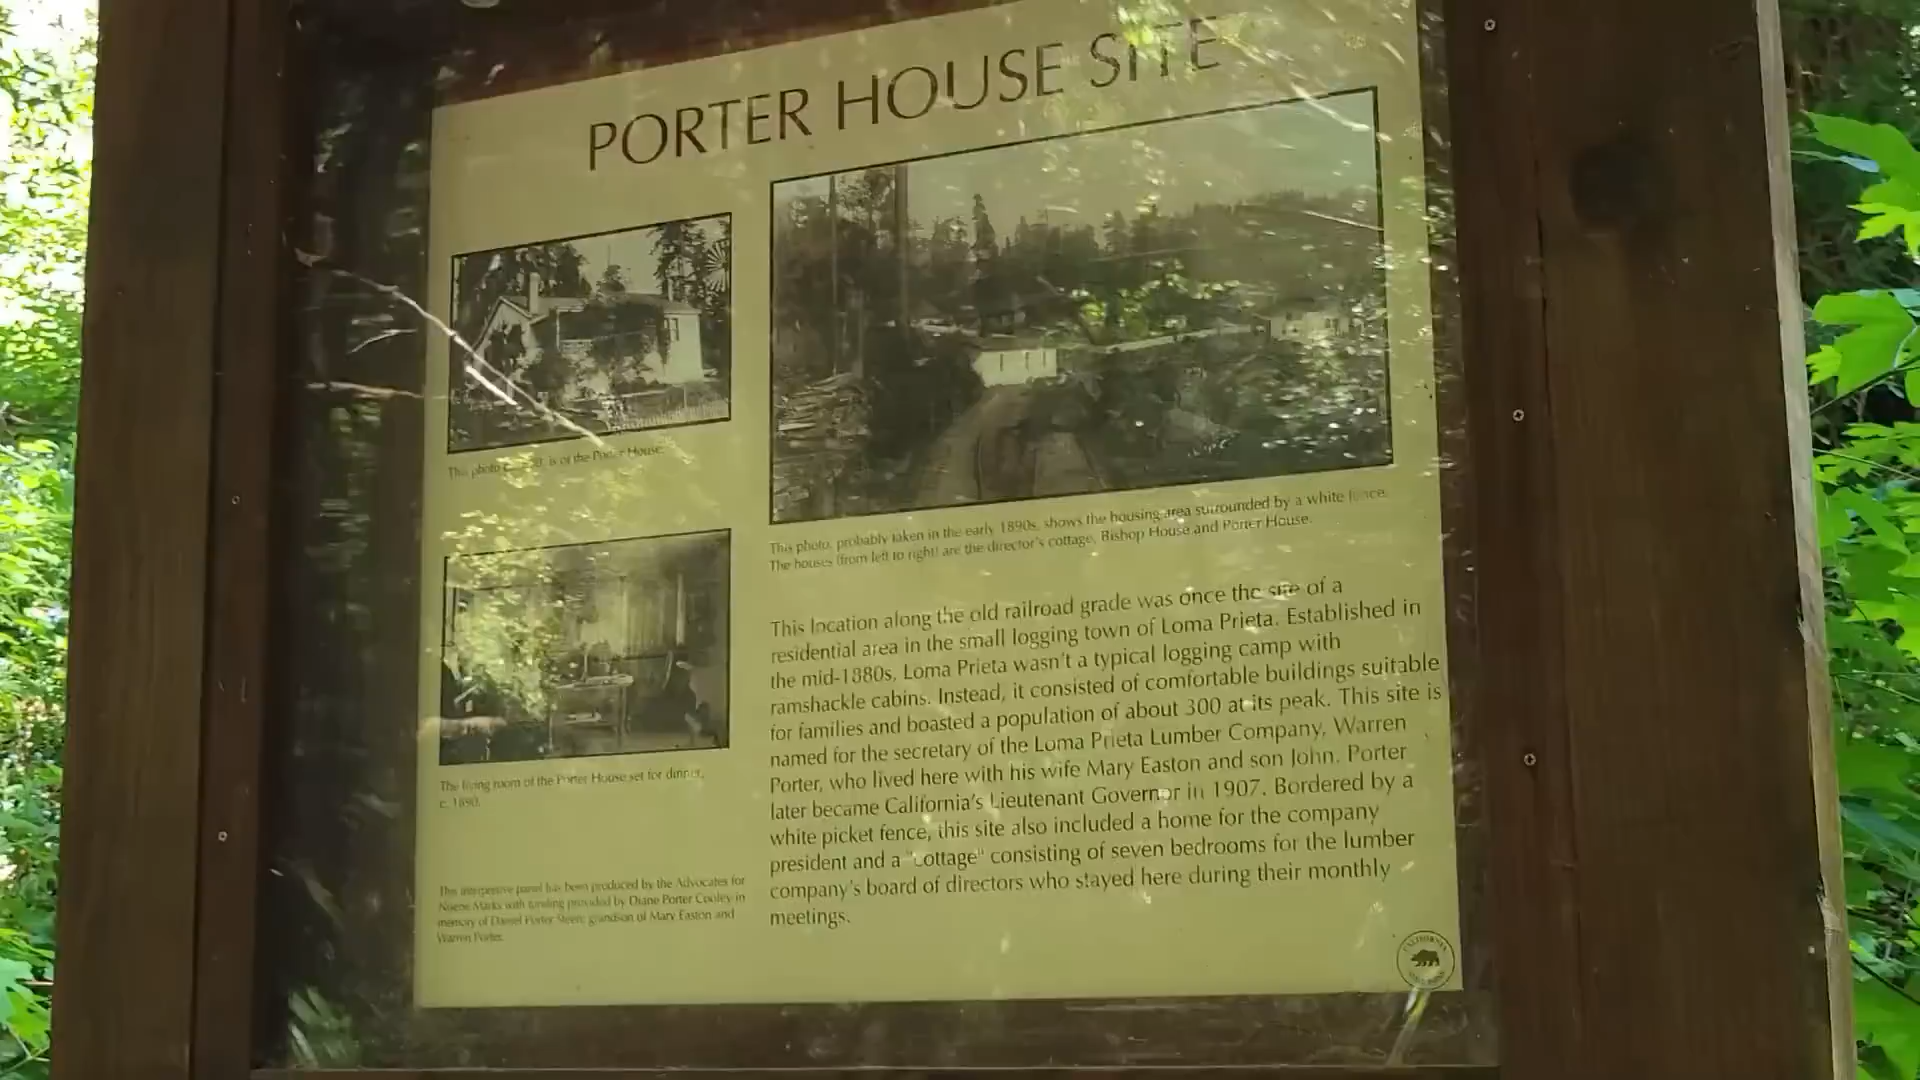 PORTER HOUSE SITE
This photo is of the Porter House.
This photo, probably taken in the early 1890s, shows the housing area surrounded by a white fence.
The houses (from left to right) are the director's cottage, Bishop House and Porter House.
The living room of the Porter House set for dinner,
c. 1890.
This location along the old railroad grade was once the site of a
residential area in the small logging town of Loma Prieta. Established in
the mid-1880s, Loma Prieta wasn't a typical logging camp with
ramshackle cabins. Instead, it consisted of comfortable buildings suitable
for families and boasted a population of about 300 at its peak. This site is
named for the secretary of the Loma Prieta Lumber Company, Warren
Porter, who lived here with his wife Mary Easton and son John. Porter
later became California's Lieutenant Governor in 1907. Bordered by a
white picket fence, this site also included a home for the company
president and a "cottage" consisting of seven bedrooms for the lumber
company's board of directors who stayed here during their monthly
meetings.
This interpretive panel has been produced by the Advocates for
Nisene Marks with funding provided by Diane Porter Cooley in
memory of Daniel Porter Steen, grandson of Mary Easton and
Warren Porter.
CALIFORNIA